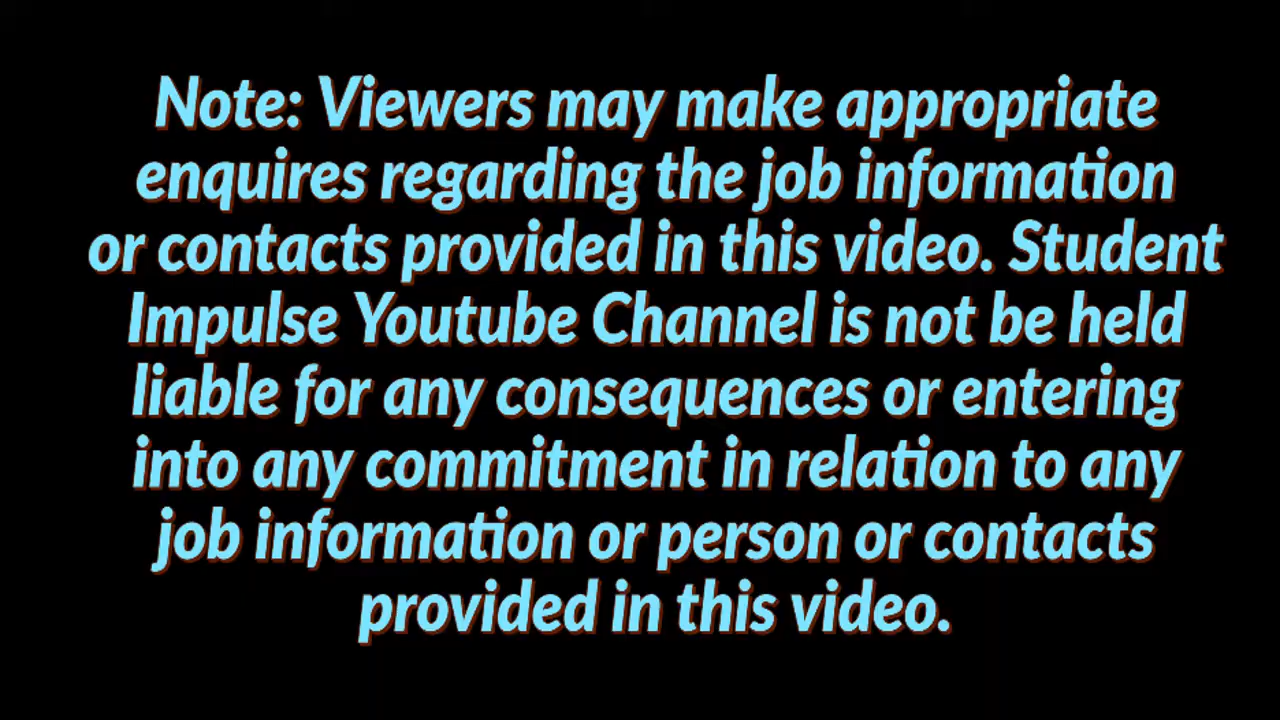 Note: Viewers may make appropriate
enquires regarding the job information
or contacts provided in this video. Student
Impulse Youtube Channel is not be held
liable for any consequences or entering
into any commitment in relation to any
job information or person or contacts
provided in this video.